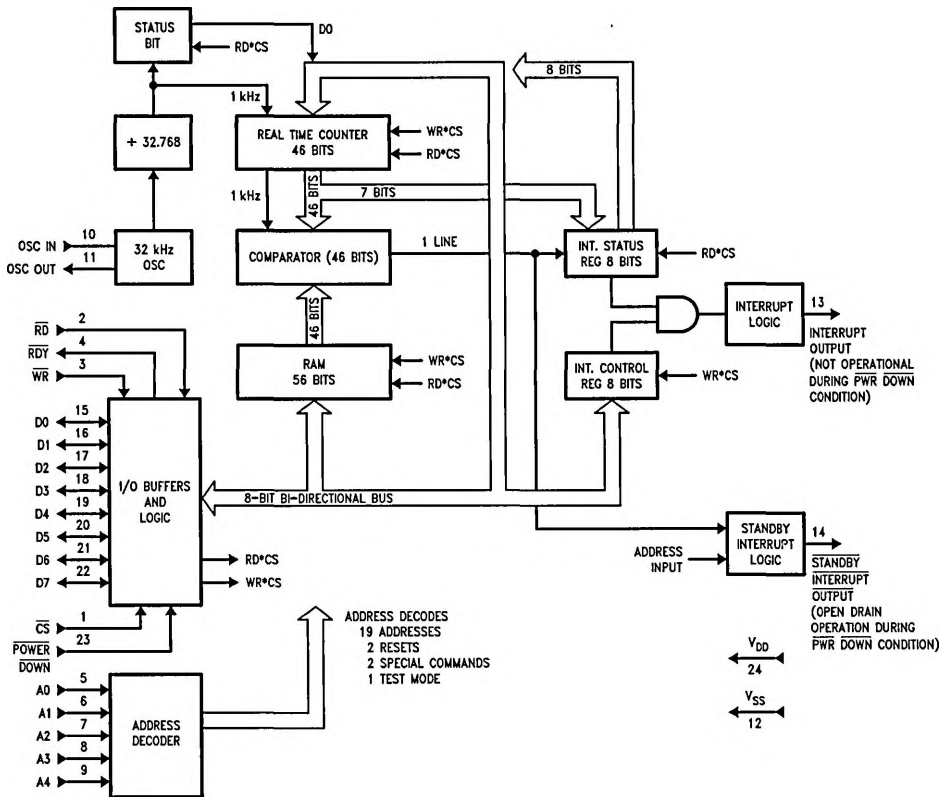 STATUS
BIT
D0
RD*CS
8 BITS
1 kHz
÷ 32.768
REAL TIME COUNTER
46 BITS
WR*CS
RD*CS
1 kHz
46 BITS
7 BITS
OSC IN
10
OSC OUT
11
32 kHz
OSC
COMPARATOR (46 BITS)
1 LINE
INT. STATUS
REG 8 BITS
RD*CS
46 BITS
INTERRUPT
LOGIC
13
INTERRUPT
OUTPUT
(NOT OPERATIONAL
DURING PWR DOWN
CONDITION)
RD
2
RDY
4
WR
3
RAM
56 BITS
WR*CS
RD*CS
INT. CONTROL
REG 8 BITS
WR*CS
D0
15
D1
16
D2
17
D3
18
D4
19
D5
20
D6
21
D7
22
I/O BUFFERS
AND
LOGIC
8-BIT BI-DIRECTIONAL BUS
RD*CS
WR*CS
CS
1
POWER
DOWN
23
ADDRESS
INPUT
STANDBY
INTERRUPT
LOGIC
14
STANDBY
INTERRUPT
OUTPUT
(OPEN DRAIN
OPERATION DURING
PWR DOWN CONDITION)
ADDRESS DECODES
19 ADDRESSES
2 RESETS
2 SPECIAL COMMANDS
1 TEST MODE
VDD
24
VSS
12
A0
5
A1
6
A2
7
A3
8
A4
9
ADDRESS
DECODER